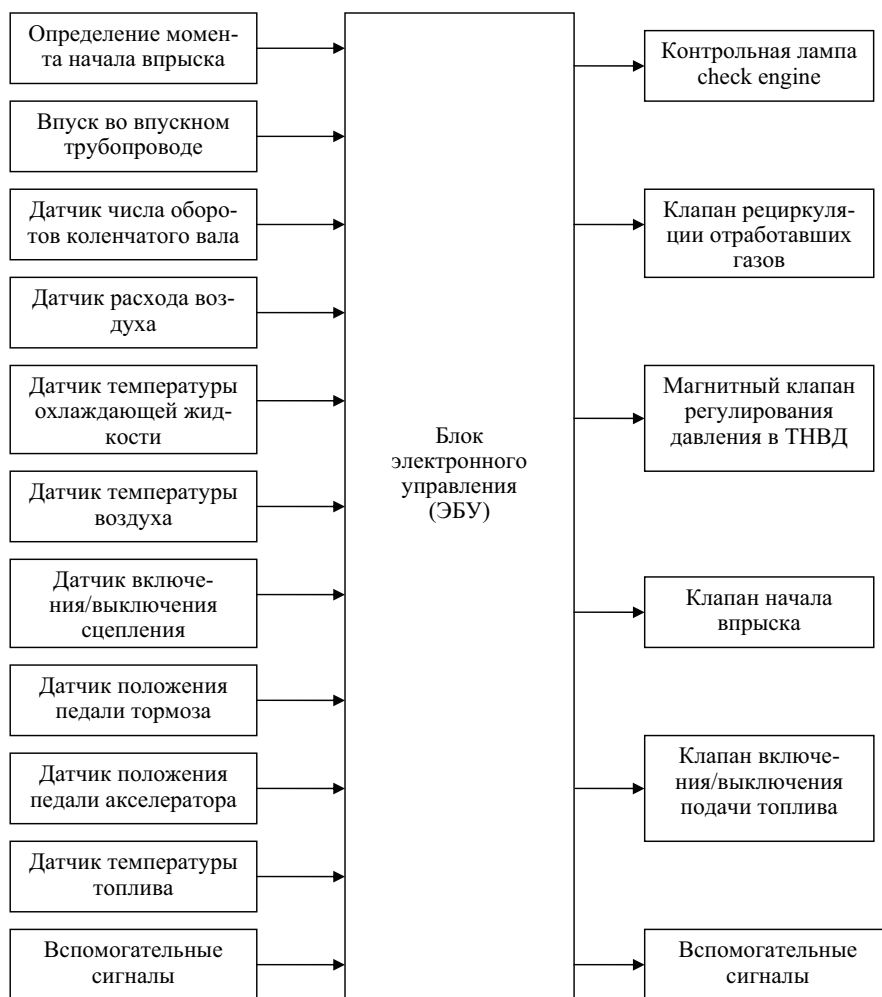 Определение момен-
та начала впрыска
Впуск во впускном
трубопроводе
Датчик числа оборо-
тов коленчатого вала
Датчик расхода воз-
духа
Датчик температуры
охлаждающей жид-
кости
Датчик температуры
воздуха
Датчик включе-
ния/выключения
сцепления
Датчик положения
педали тормоза
Датчик положения
педали акселератора
Датчик температуры
топлива
Вспомогательные
сигналы
Блок
электронного
управления
(ЭБУ)
Контрольная лампа
check engine
Клапан рециркуля-
ции отработавших
газов
Магнитный клапан
регулирования
давления в ТНВД
Клапан начала
впрыска
Клапан включе-
ния/выключения
подачи топлива
Вспомогательные
сигналы